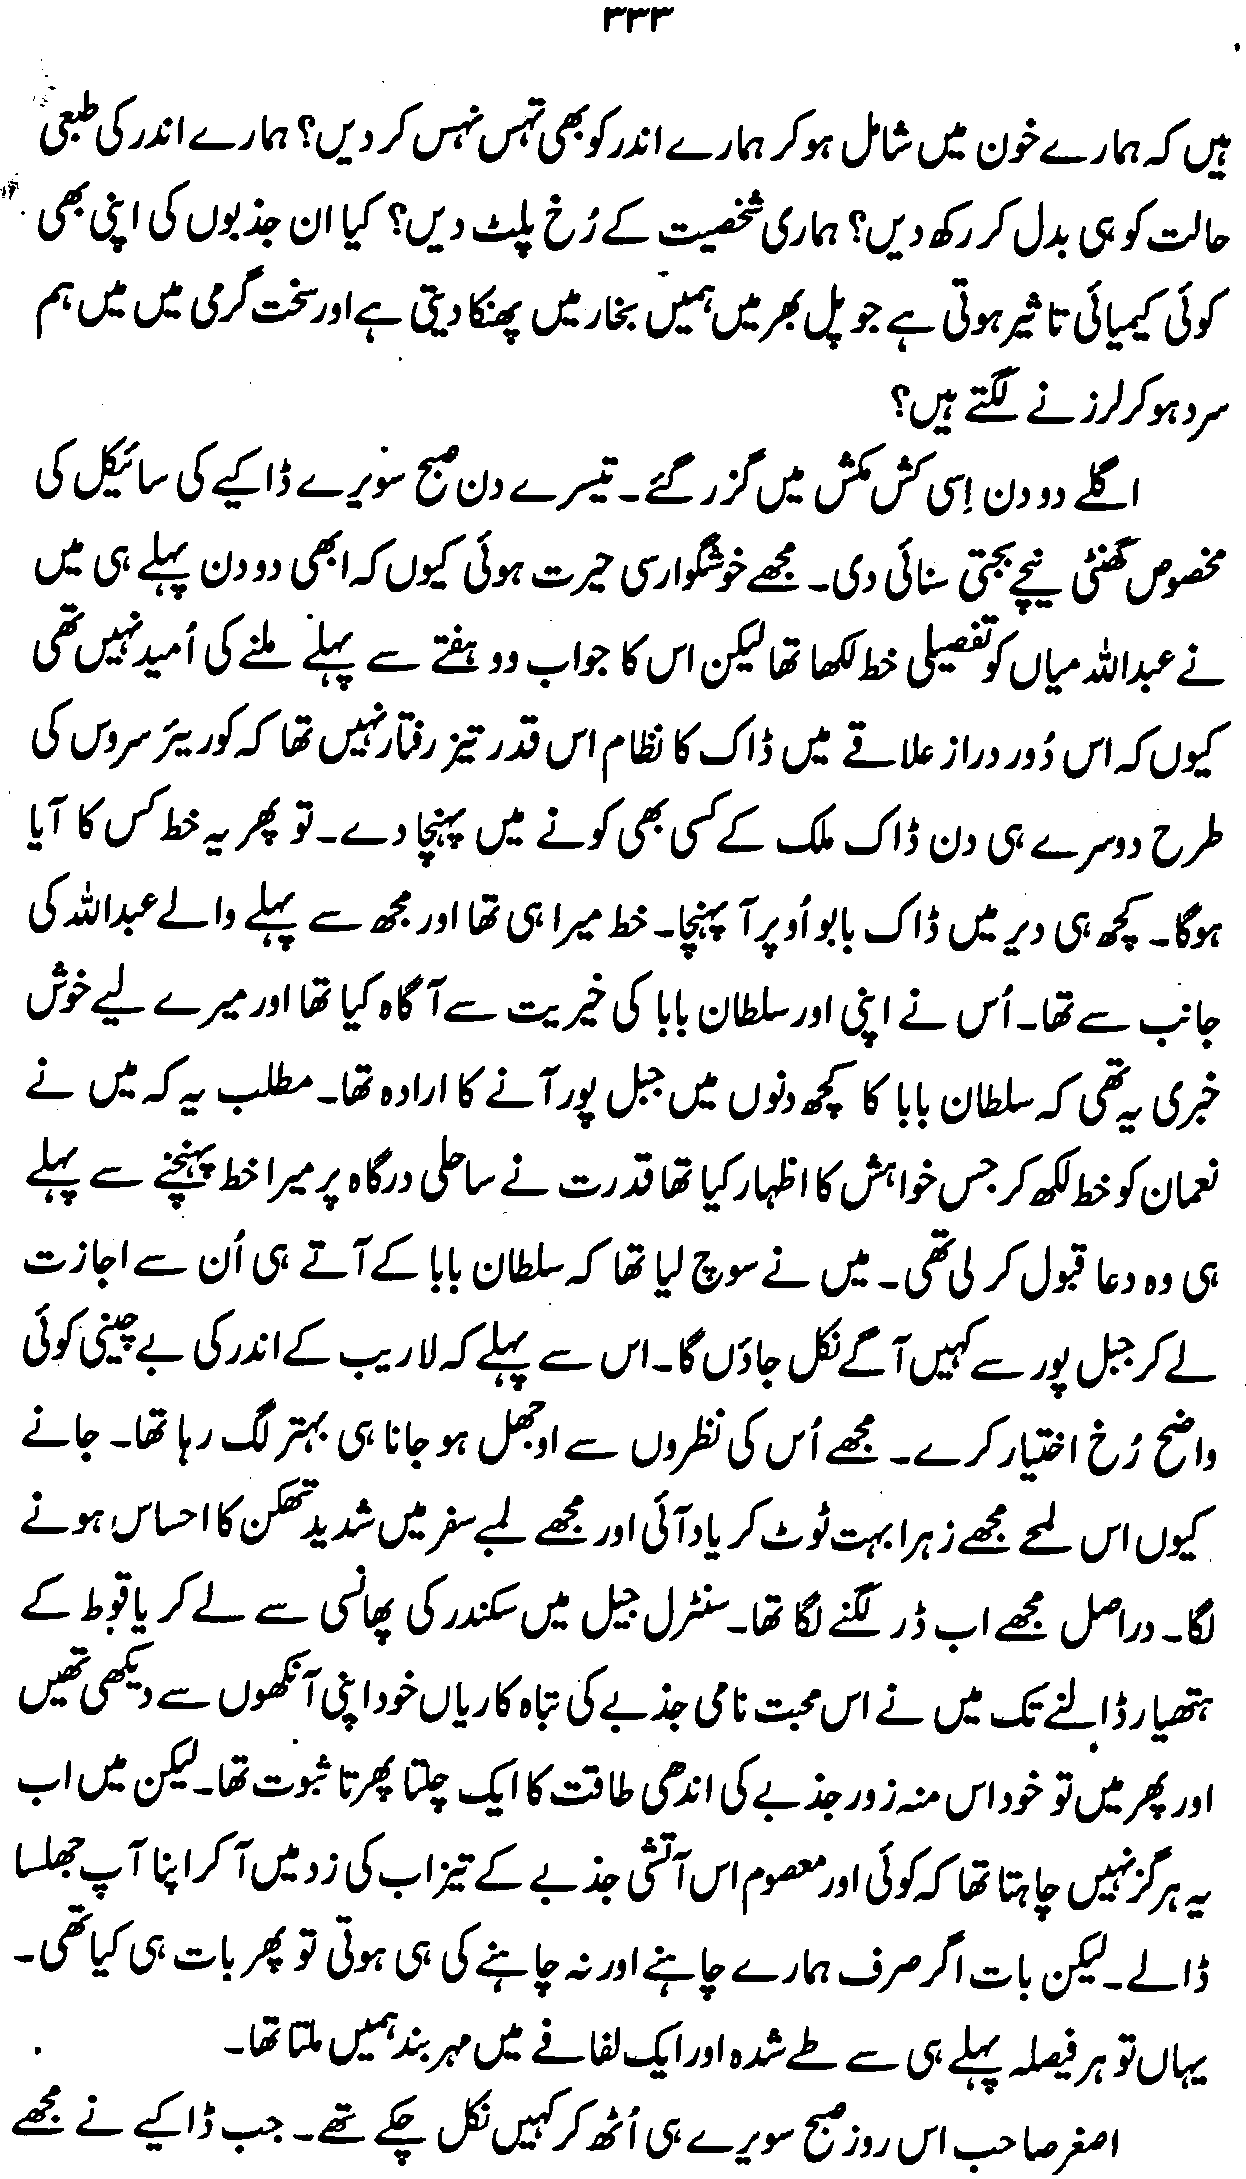 ۳۳۳
ہیں کہ ہمارے خون میں شامل ہو کر ہمارے اندر کو بھی تہس نہس کر دیں؟ ہمارے اندر کی طبعی
حالت کو ہی بدل کر رکھ دیں؟ ہماری شخصیت کے رُخ پلٹ دیں؟ کیا ان جذبوں کی اپنی بھی
کوئی کیمیائی تاثیر ہوتی ہے جو پل بھر میں ہمیں بخار میں پھنکا دیتی ہے اور سخت گرمی میں میں ہم
سرد ہو کر لرزنے لگتے ہیں؟
اگلے دو دن اِسی کش مکش میں گزر گئے۔ تیسرے دن صبح سویرے ڈاکیے کی سائیکل کی
مخصوص گھنٹی نیچے بجتی سنائی دی۔ مجھے خوشگوار سی حیرت ہوئی کیوں کہ ابھی دو دن پہلے ہی میں
نے عبداللہ میاں کو تفصیلی خط لکھا تھا لیکن اس کا جواب دو ہفتے سے پہلے ملنے کی اُمید نہیں تھی
کیوں کہ اس دُور دراز علاقے میں ڈاک کا نظام اس قدر تیز رفتار نہیں تھا کہ کوریئر سروس کی
طرح دوسرے ہی دن ڈاک ملک کے کسی بھی کونے میں پہنچا دے۔ تو پھر یہ خط کس کا آیا
ہوگا۔ کچھ ہی دیر میں ڈاک بابو اُوپر آ پہنچا۔ خط میرا ہی تھا اور مجھ سے پہلے والے عبداللہ کی
جانب سے تھا۔ اُس نے اپنی اور سلطان بابا کی خیریت سے آگاہ کیا تھا اور میرے لیے خوش
خبری یہ تھی کہ سلطان بابا کا کچھ دنوں میں جبل پور آنے کا ارادہ تھا۔ مطلب یہ کہ میں نے
نعمان کو خط لکھ کر جس خواہش کا اظہار کیا تھا قدرت نے ساحلی درگاہ پر میرا خط پہنچنے سے پہلے
ہی وہ دعا قبول کر لی تھی۔ میں نے سوچ لیا تھا کہ سلطان بابا کے آتے ہی اُن سے اجازت
لے کر جبل پور سے کہیں آگے نکل جاؤں گا۔ اس سے پہلے کہ لاریب کے اندر کی بے چینی کوئی
واضح رُخ اختیار کرے۔ مجھے اُس کی نظروں سے اوجھل ہو جانا ہی بہتر لگ رہا تھا۔ جانے
کیوں اس لمحے مجھے زہرا بہت ٹوٹ کر یاد آئی اور مجھے لمبے سفر میں شدید تھکن کا احساس ہونے
لگا۔ دراصل مجھے اب ڈر لگنے لگا تھا۔ سنٹرل جیل میں سکندر کی پھانسی سے لے کر یاقوط کے
ہتھیار ڈالنے تک میں نے اس محبت نامی جذبے کی تباہ کاریاں خود اپنی آنکھوں سے دیکھی تھیں
اور پھر میں تو خود اس منہ زور جذبے کی اندھی طاقت کا ایک چلتا پھرتا ثبوت تھا۔ لیکن میں اب
یہ ہرگز نہیں چاہتا تھا کہ کوئی اور معصوم اس آتشی جذبے کے تیزاب کی زد میں آ کر اپنا آپ جھلسا
ڈالے۔ لیکن بات اگر صرف ہمارے چاہنے اور نہ چاہنے کی ہی ہوتی تو پھر بات ہی کیا تھی۔
یہاں تو ہر فیصلہ پہلے ہی سے طے شدہ اور ایک لفافے میں مہر بند ہمیں ملتا تھا۔
اصغر صاحب اس روز صبح سویرے ہی اُٹھ کر کہیں نکل چکے تھے۔ جب ڈاکیے نے مجھے